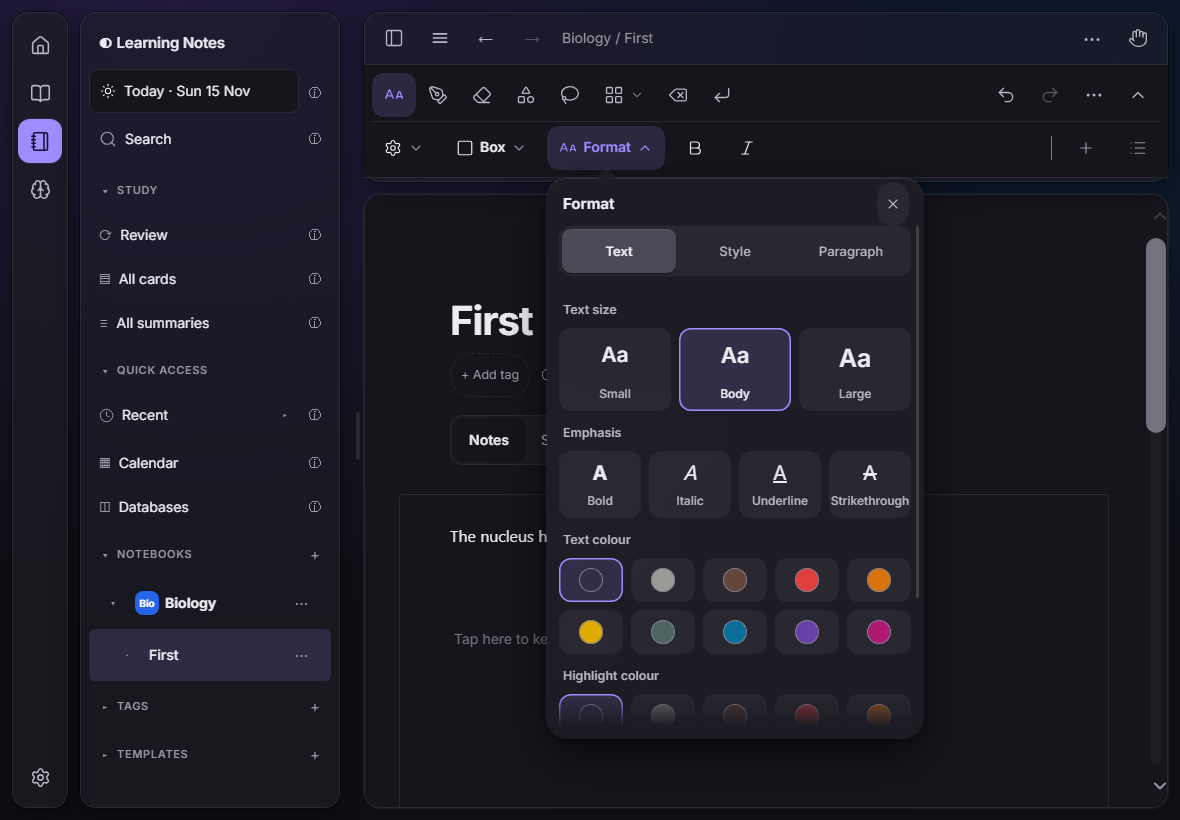 Learning Notes
Today · Sun 15 Nov
Search
STUDY
Review
All cards
All summaries
QUICK ACCESS
Recent
Calendar
Databases
NOTEBOOKS
Bio Biology
First
TAGS
TEMPLATES
Biology / First
AA
Box
AA Format
B
I
First
+ Add tag
Notes
The nucleus h
Tap here to ke
Format
Text Style Paragraph
Text size
Aa Aa Aa
Small Body Large
Emphasis
A A A A
Bold Italic Underline Strikethrough
Text colour
Highlight colour